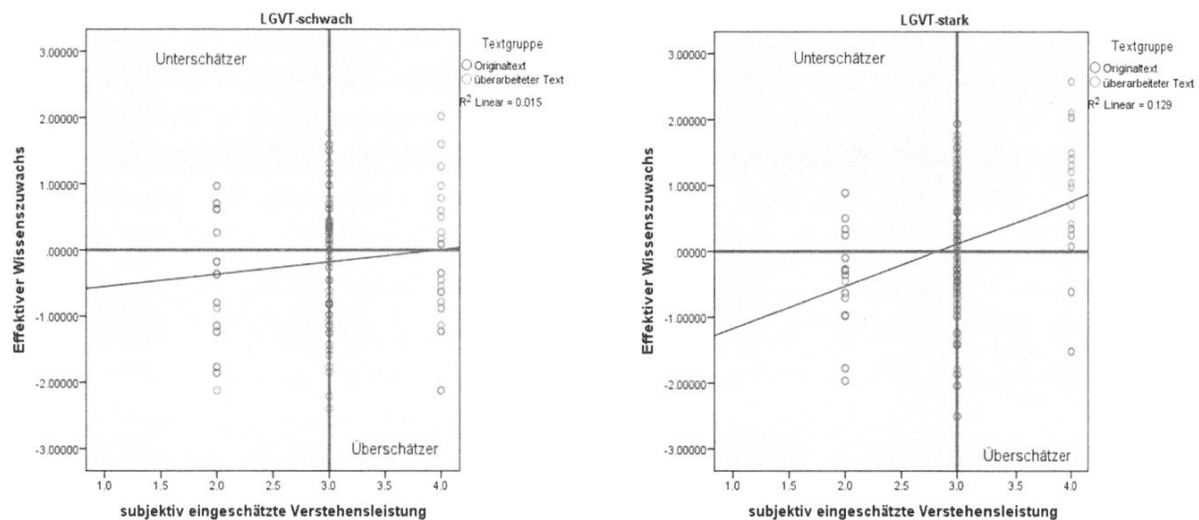 LGVT-schwach
3.00000
2.00000
1.00000
.00000
-1.00000
-2.00000
-3.00000
Effektiver Wissenszuwachs
Unterschätzer
Überschätzer
1.0 1.5 2.0 2.5 3.0 3.5 4.0
subjektiv eingeschätzte Verstehensleistung
Textgruppe
Originaltext
überarbeiteter Text
R² Linear = 0.015
LGVT-stark
3.00000
2.00000
1.00000
.00000
-1.00000
-2.00000
-3.00000
Effektiver Wissenszuwachs
Unterschätzer
Überschätzer
1.0 1.5 2.0 2.5 3.0 3.5 4.0
subjektiv eingeschätzte Verstehensleistung
Textgruppe
Originaltext
überarbeiteter Text
R² Linear = 0.129